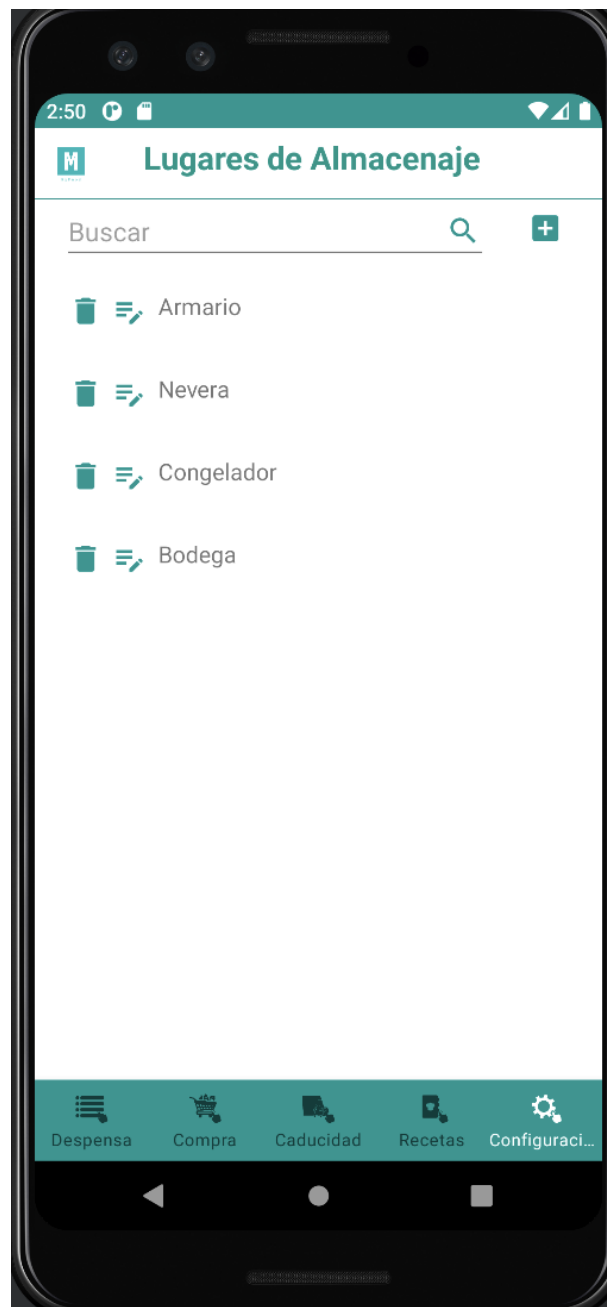 2:50
M
Lugares de Almacenaje
Buscar
Armario
Nevera
Congelador
Bodega
Despensa Compra Caducidad Recetas Configuraci...